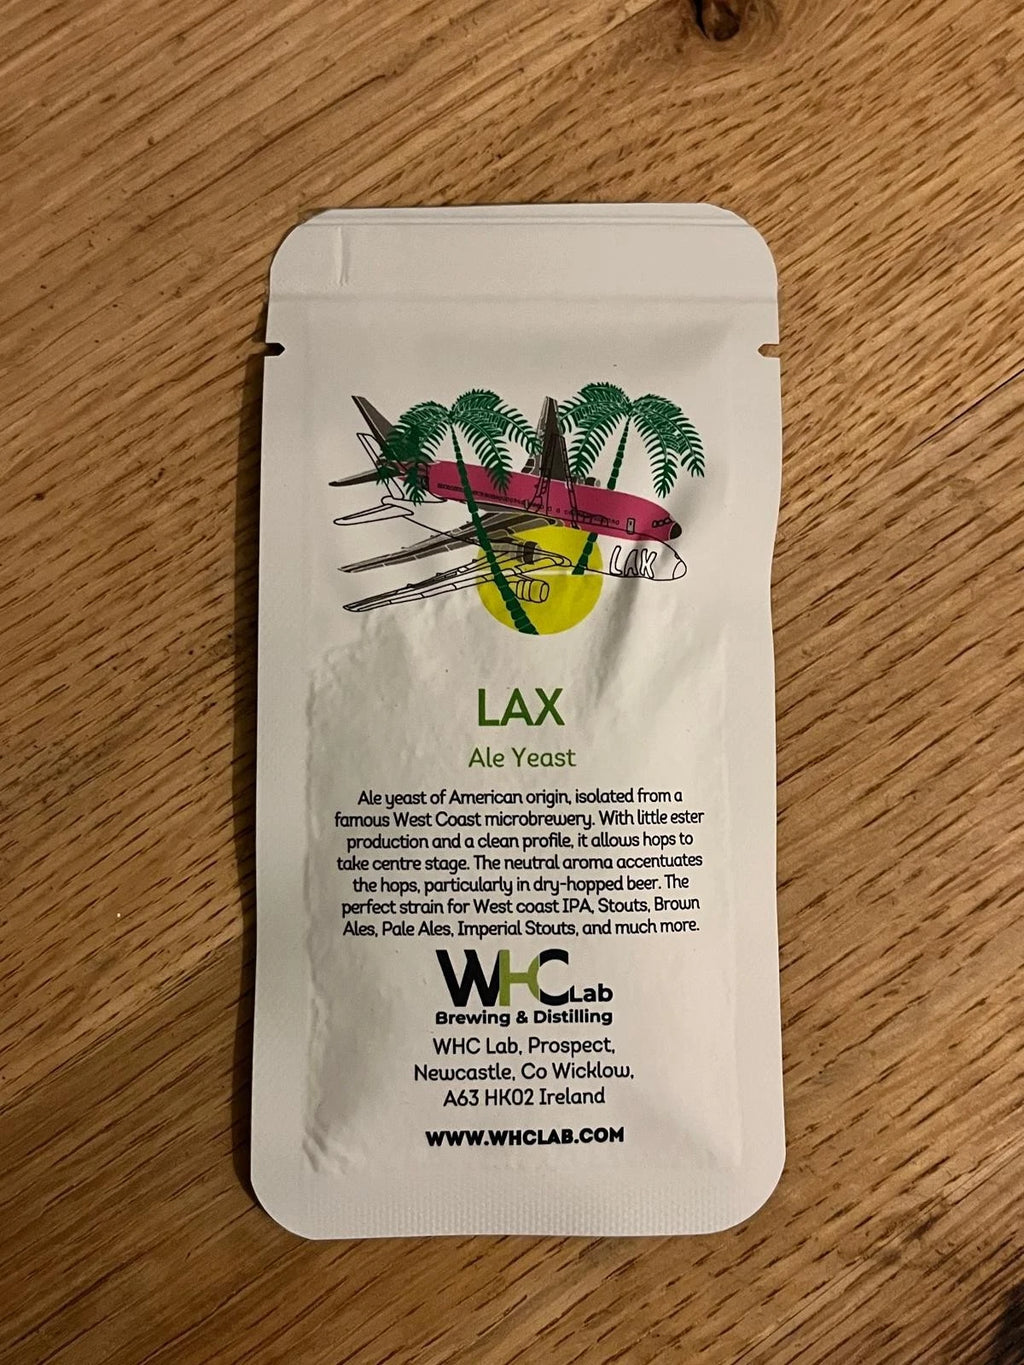 LAX
LAX
Ale Yeast
Ale yeast of American origin, isolated from a
famous West Coast microbrewery. With little ester
production and a clean profile, it allows hops to
take centre stage. The neutral aroma accentuates
the hops, particularly in dry-hopped beer. The
perfect strain for West coast IPA, Stouts, Brown
Ales, Pale Ales, Imperial Stouts, and much more.
WHC Lab
Brewing & Distilling
WHC Lab, Prospect,
Newcastle, Co Wicklow,
A63 HK02 Ireland
WWW.WHCLAB.COM